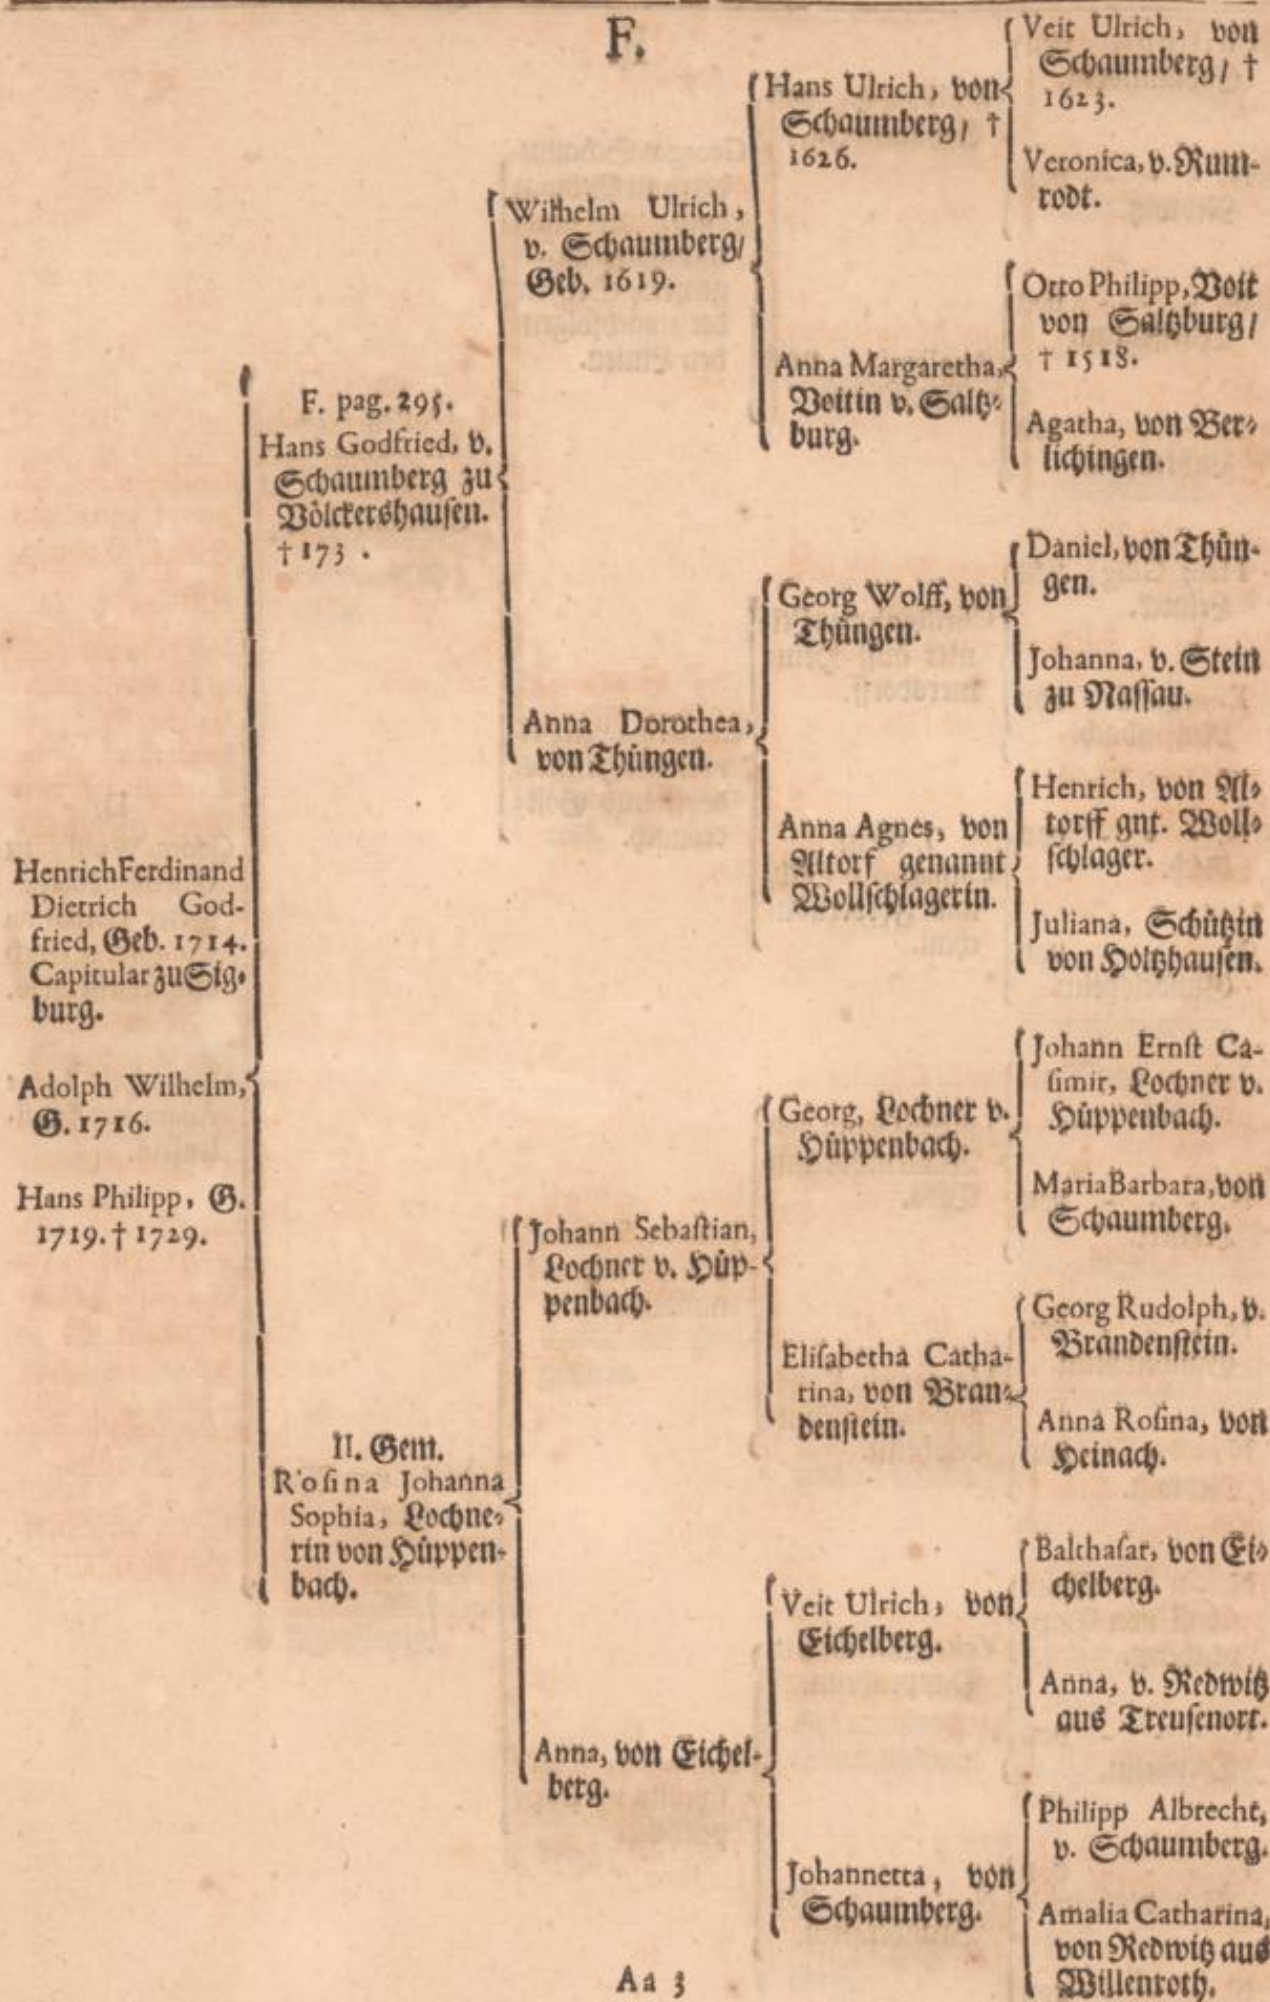 F.
Henrich Ferdinand
Dietrich God-
fried, Geb. 1714.
Capitular zu Sig-
burg.
Adolph Wilhelm,
G. 1716.
Hans Philipp, G.
1719. † 1729.
F. pag. 295.
Hans Godfried, v.
Schaumberg zu
Völckershausen.
† 173 .
II. Gem.
Rosina Johanna
Sophia, Lochne-
rin von Hüppen-
bach.
Wilhelm Ulrich,
v. Schaumberg/
Geb. 1619.
Anna Dorothea,
von Thüngen.
Johann Sebastian,
Lochner v. Hüp-
penbach.
Anna, von Eichel-
berg.
Hans Ulrich, von
Schaumberg/ †
1626.
Anna Margaretha,
Voitin v. Saltz-
burg.
Georg Wolff, von
Thüngen.
Anna Agnes, von
Altorf genannt
Wollschlagerin.
Georg, Lochner v.
Hüppenbach.
Elisabetha Catha-
rina, von Bran-
denstein.
Veit Ulrich, von
Eichelberg.
Johannetta, von
Schaumberg.
Veit Ulrich, von
Schaumberg/ †
1623.
Veronica, v. Rum-
rodt.
Otto Philipp, Voit
von Saltzburg/
† 1518.
Agatha, von Ber-
lichingen.
Daniel, von Thün-
gen.
Johanna, v. Stein
zu Nassau.
Henrich, von Al-
torff gnt. Woll-
schlager.
Juliana, Schützin
von Holtzhausen.
Johann Ernst Ca-
simir, Lochner v.
Hüppenbach.
Maria Barbara, von
Schaumberg.
Georg Rudolph, v.
Brandenstein.
Anna Rosina, von
Heinach.
Balthasar, von Ei-
chelberg.
Anna, v. Redwitz
aus Treusenort.
Philipp Albrecht,
v. Schaumberg.
Amalia Catharina,
von Redwitz aus
Willenroth.
Aa 3